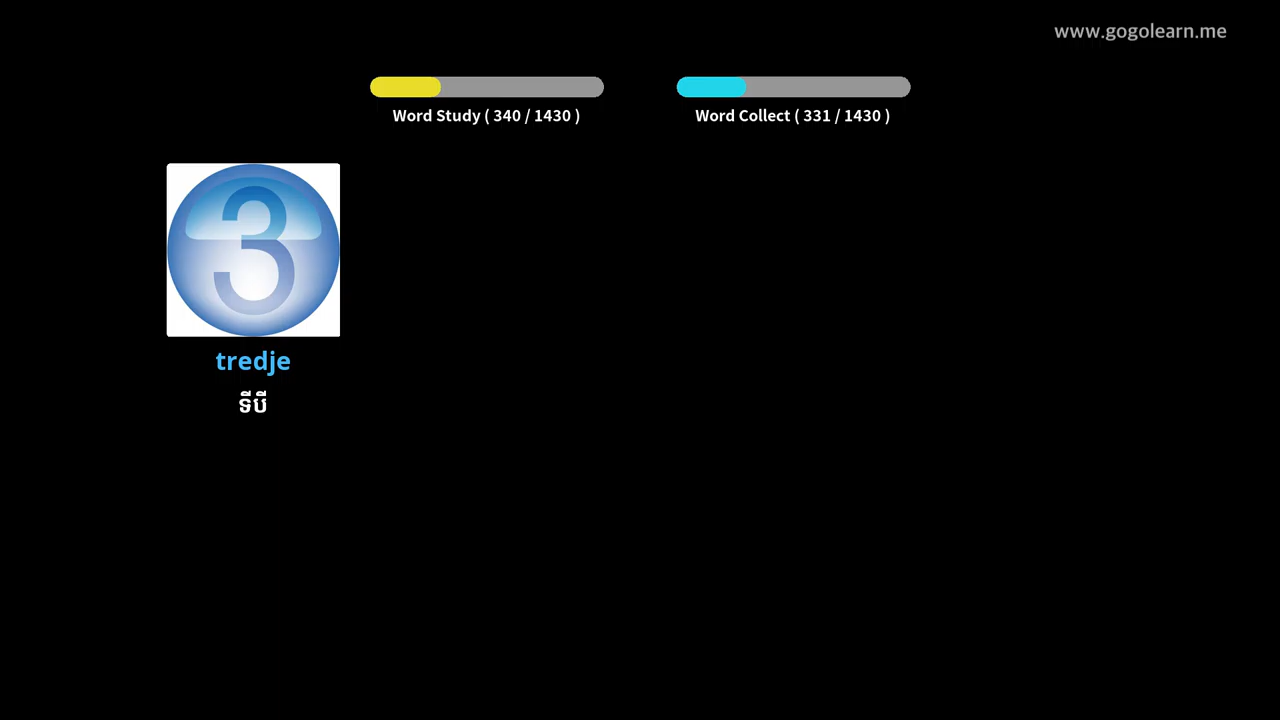 www.gogolearn.me
Word Study ( 340 / 1430 )
Word Collect ( 331 / 1430 )
3
tredje
ទីបី